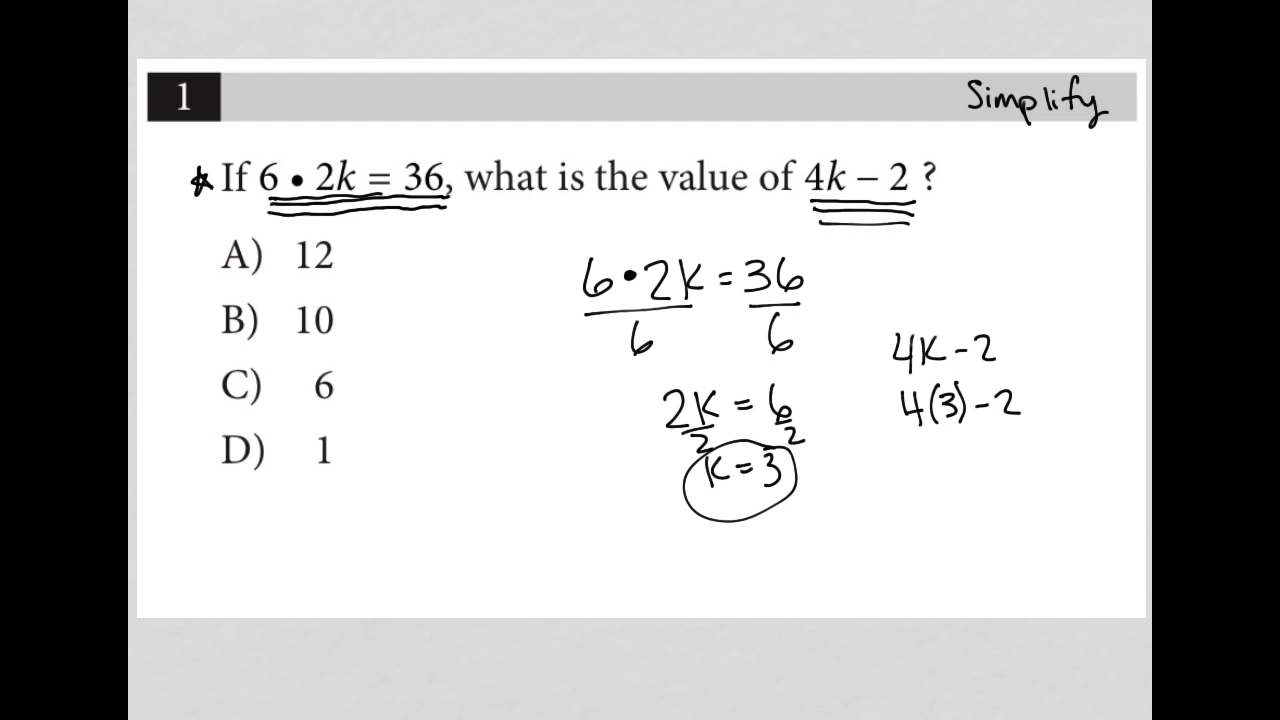 1
Simplify
If 6 • 2k = 36, what is the value of 4k − 2 ?
A) 12
B) 10
C) 6
D) 1
6 • 2k = 36
6 6
2k = 6
2 2
k = 3
4k - 2
4(3) - 2